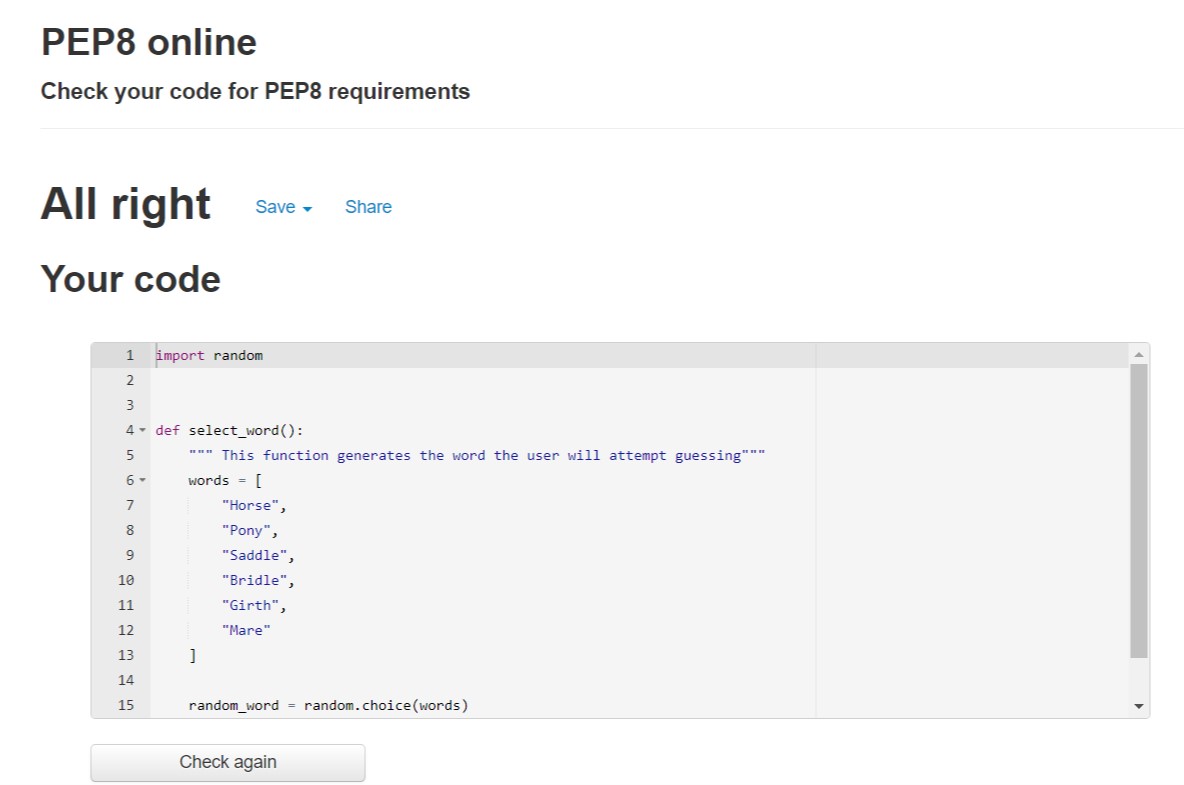 PEP8 online
Check your code for PEP8 requirements
All right Save Share
Your code
1 import random
2
3
4 def select_word():
5     """ This function generates the word the user will attempt guessing"""
6     words = [
7         "Horse",
8         "Pony",
9         "Saddle",
10         "Bridle",
11         "Girth",
12         "Mare"
13     ]
14
15     random_word = random.choice(words)
Check again